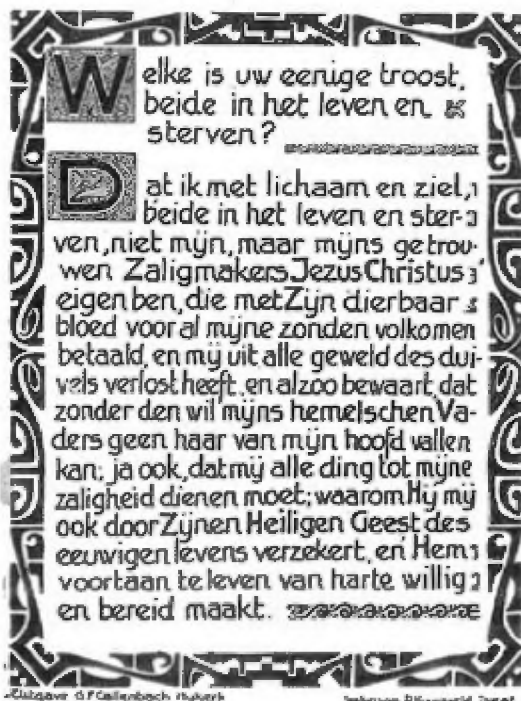 Welke is uw eenige troost,
beide in het leven en
sterven?
Dat ik met lichaam en ziel,
beide in het leven en ster-
ven, niet mijn, maar mijns getrou-
wen Zaligmakers Jezus Christus
eigen ben, die met Zijn dierbaar
bloed voor al mijne zonden volkomen
betaald, en mij uit alle geweld des dui-
vels verlost heeft, en alzoo bewaart, dat
zonder den wil mijns hemelschen Va-
ders geen haar van mijn hoofd vallen
kan; ja ook, dat mij alle ding tot mijne
zaligheid dienen moet; waarom Hij mij
ook door Zijnen Heiligen Geest des
eeuwigen levens verzekert, en Hem
voortaan te leven van harte willig
en bereid maakt.
Uitgave G.F. Callenbach Nijkerk